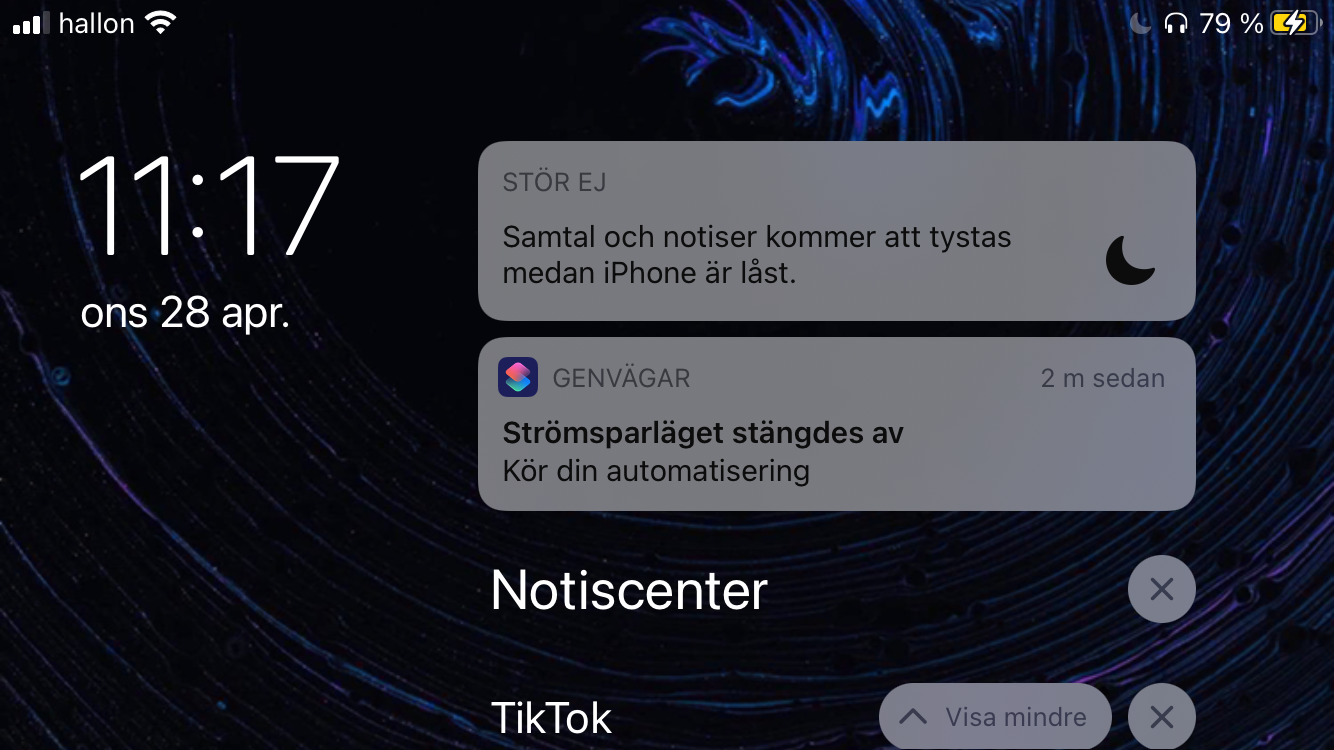 hallon
79 %
11:17
ons 28 apr.
STÖR EJ
Samtal och notiser kommer att tystas
medan iPhone är låst.
GENVÄGAR
2 m sedan
Strömsparläget stängdes av
Kör din automatisering
Notiscenter
TikTok
Visa mindre